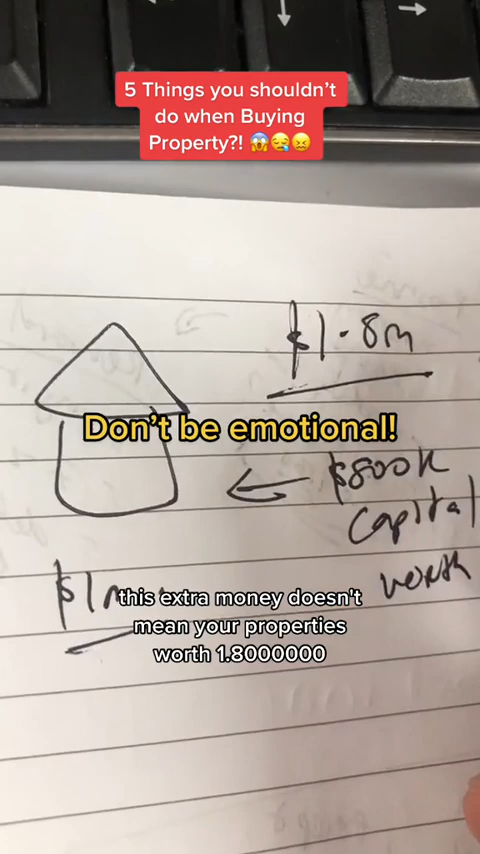 5 Things you shouldn’t
do when Buying
Property?! 😱😪😖
$1.8m
Don’t be emotional!
$800K
capital
worth
$1m
this extra money doesn't
mean your properties
worth 1.8000000